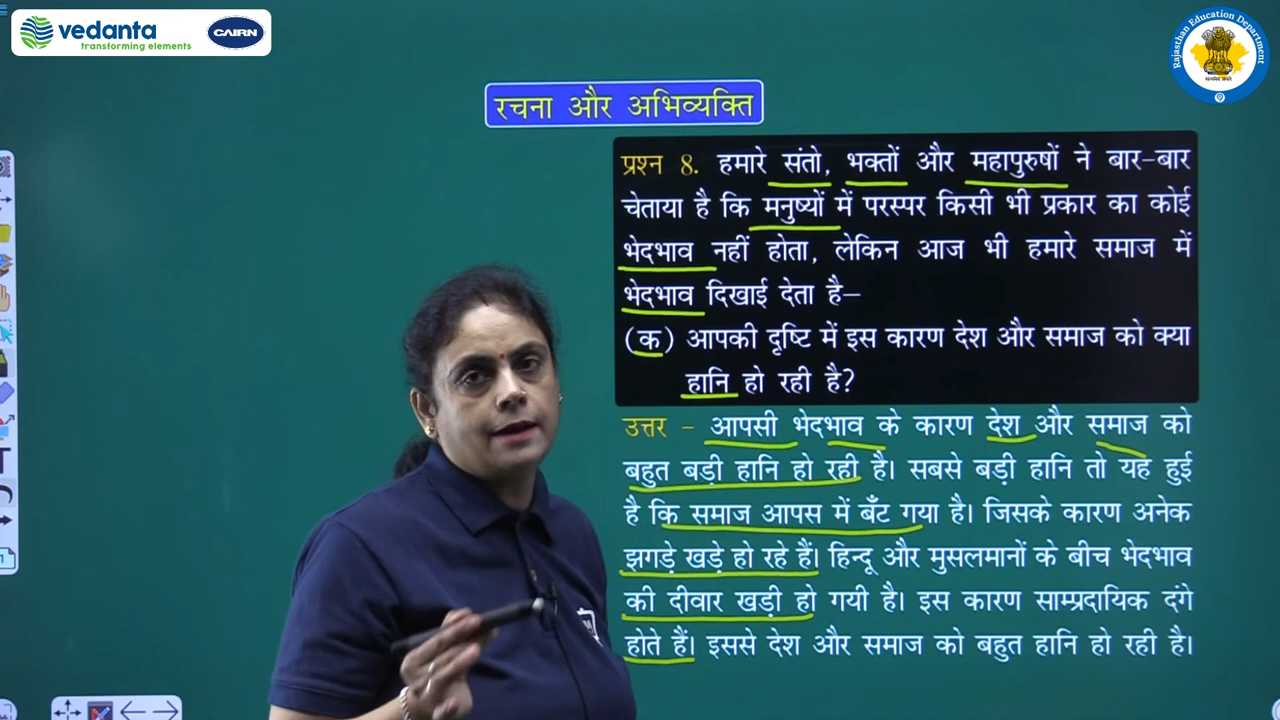 vedanta
transforming elements
CAIRN
Rajasthan Education Department
रचना और अभिव्यक्ति
प्रश्न 8. हमारे संतो, भक्तों और महापुरुषों ने बार-बार
चेताया है कि मनुष्यों में परस्पर किसी भी प्रकार का कोई
भेदभाव नहीं होता, लेकिन आज भी हमारे समाज में
भेदभाव दिखाई देता है–
(क) आपकी दृष्टि में इस कारण देश और समाज को क्या
हानि हो रही है?
उत्तर - आपसी भेदभाव के कारण देश और समाज को
बहुत बड़ी हानि हो रही है। सबसे बड़ी हानि तो यह हुई
है कि समाज आपस में बँट गया है। जिसके कारण अनेक
झगड़े खड़े हो रहे हैं। हिन्दू और मुसलमानों के बीच भेदभाव
की दीवार खड़ी हो गयी है। इस कारण साम्प्रदायिक दंगे
होते हैं। इससे देश और समाज को बहुत हानि हो रही है।